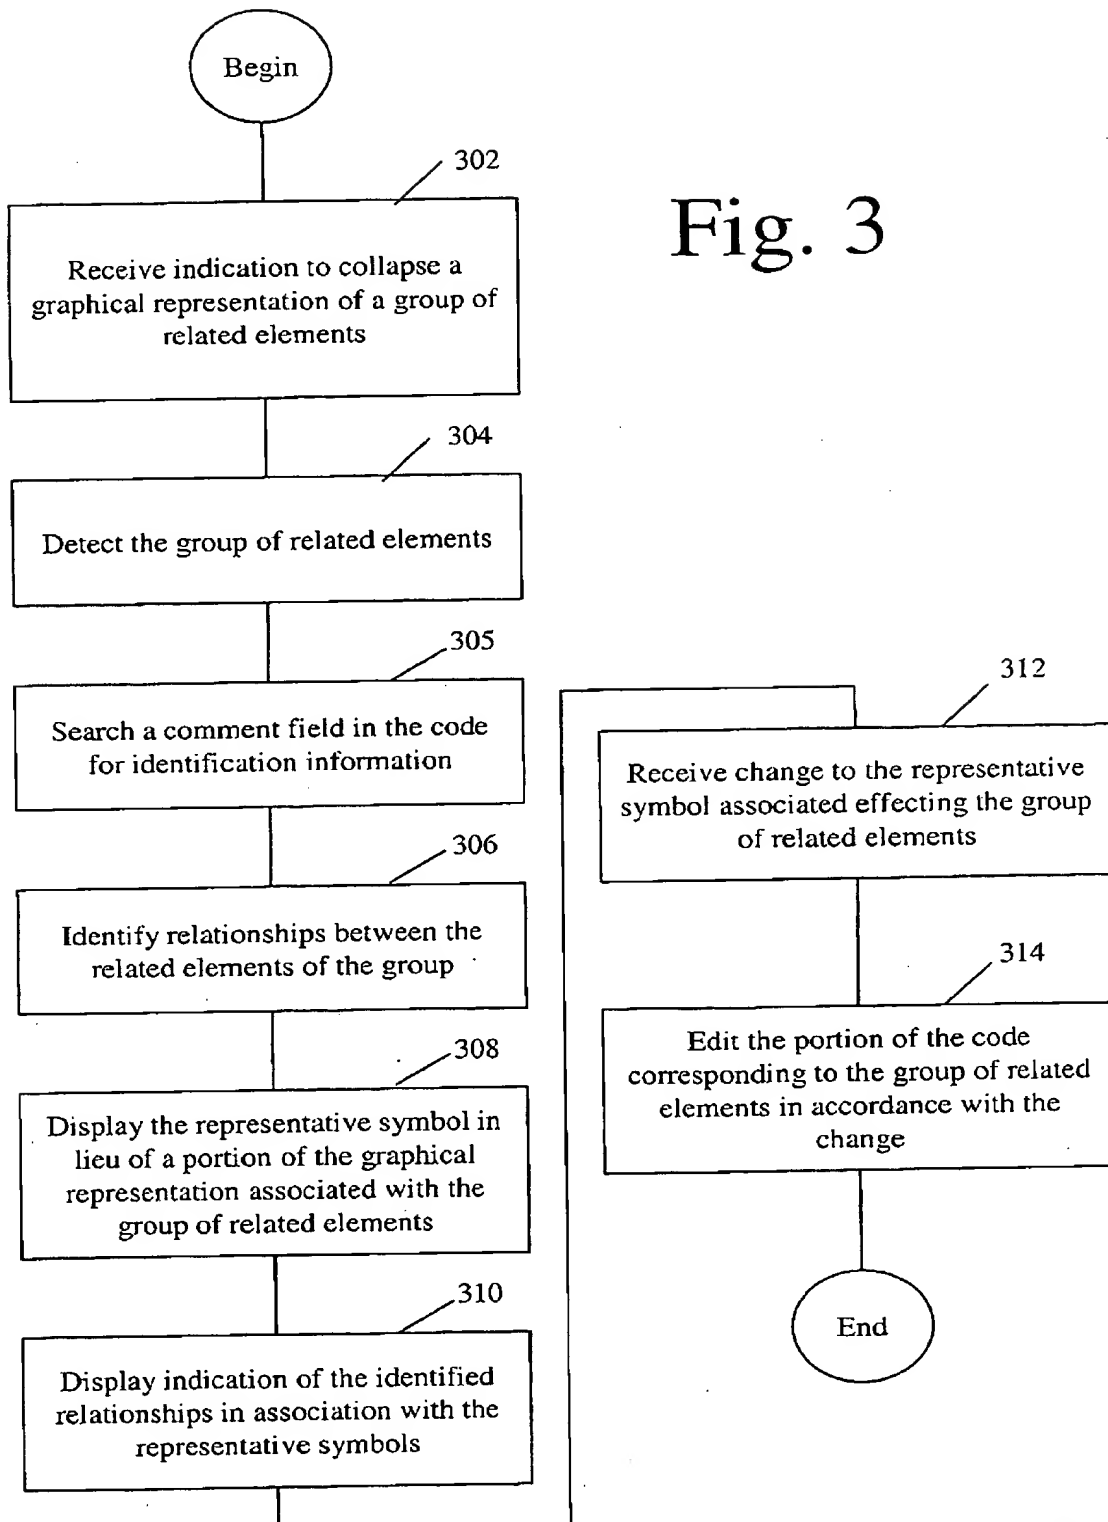 Begin
302
Fig. 3
Receive indication to collapse a
graphical representation of a group of
related elements
304
Detect the group of related elements
305
Search a comment field in the code
for identification information
306
Identify relationships between the
related elements of the group
308
Display the representative symbol in
lieu of a portion of the graphical
representation associated with the
group of related elements
310
Display indication of the identified
relationships in association with the
representative symbols
312
Receive change to the representative
symbol associated effecting the group
of related elements
314
Edit the portion of the code
corresponding to the group of related
elements in accordance with the
change
End